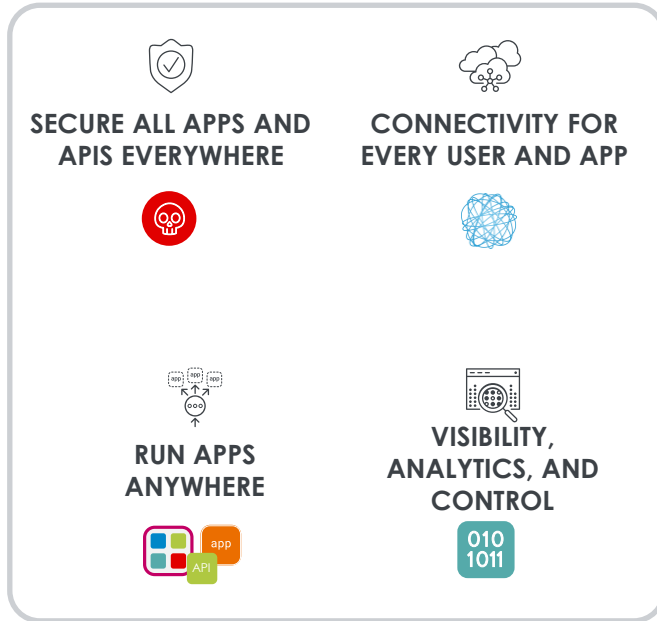 SECURE ALL APPS AND
APIS EVERYWHERE
CONNECTIVITY FOR
EVERY USER AND APP
app
app
app
RUN APPS
ANYWHERE
app
API
VISIBILITY,
ANALYTICS, AND
CONTROL
010
1011